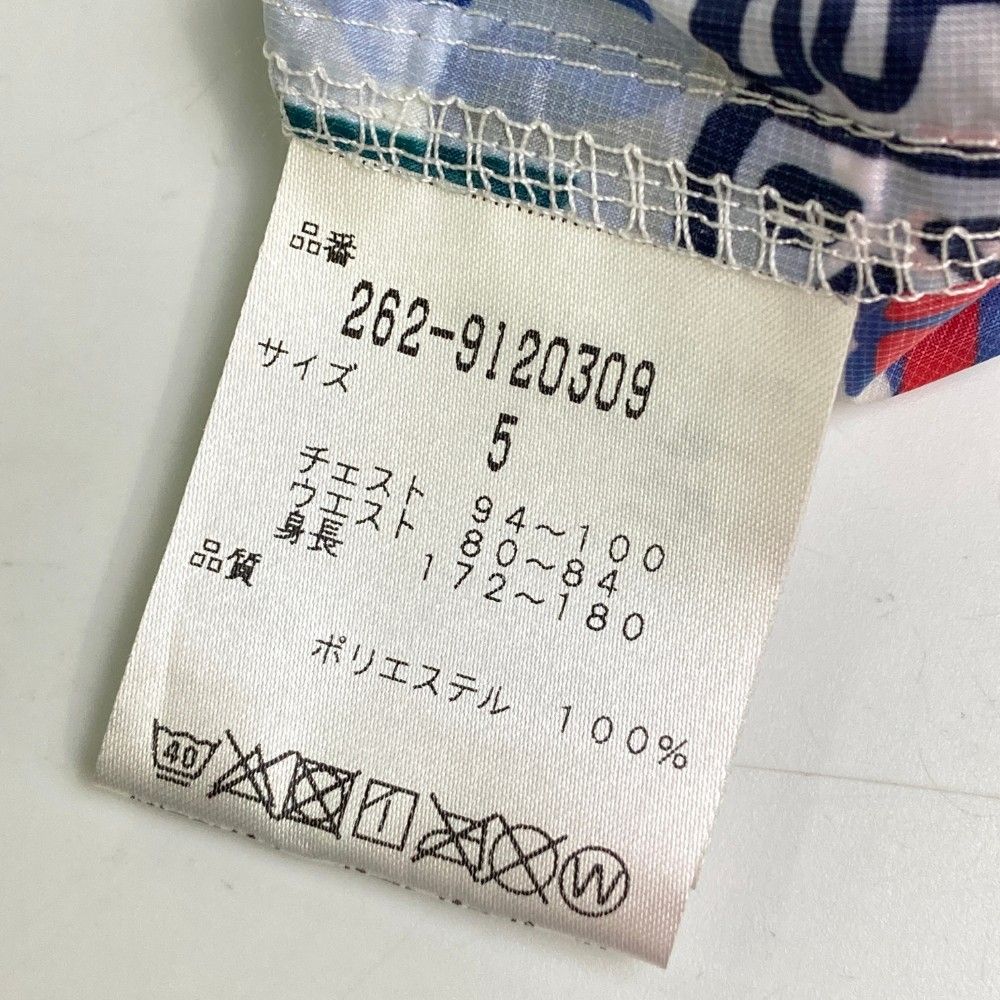 品番
262-9120309
サイズ
5
チェスト 94～100
ウエスト 80～84
身長 172～180
品質
ポリエステル 100%
40
W